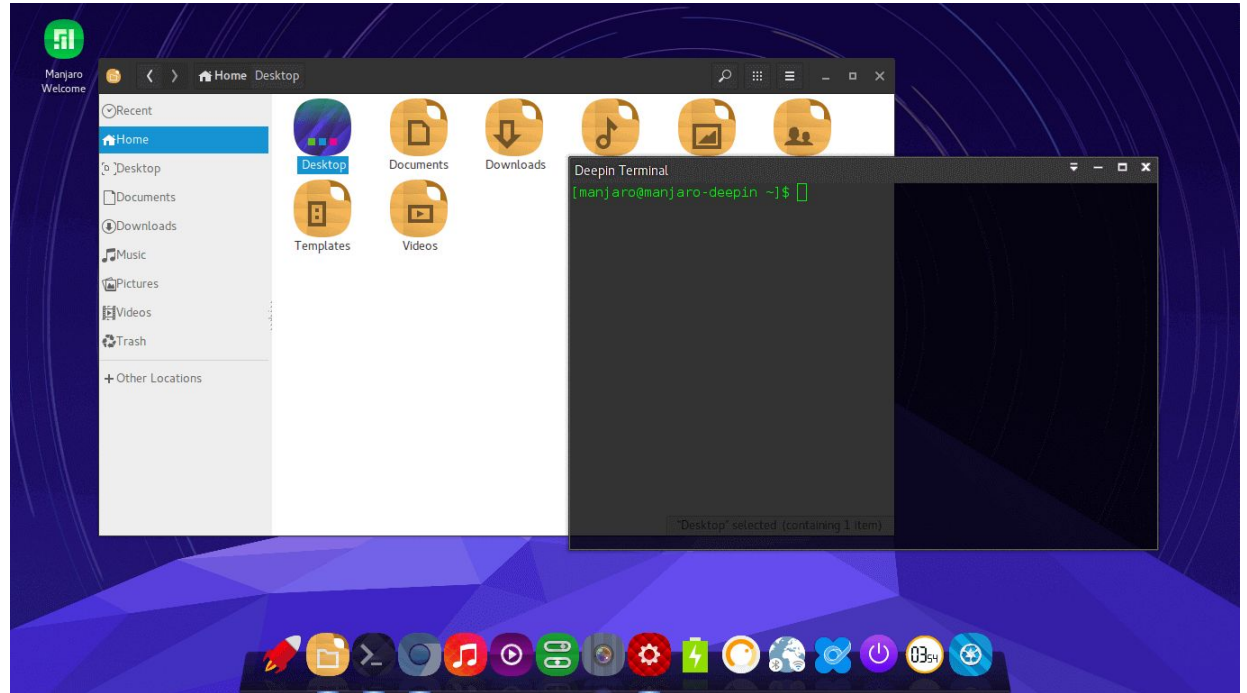 Manjaro
Welcome
Home Desktop
Recent
Home
Desktop
Documents
Downloads
Music
Pictures
Videos
Trash
Other Locations
Desktop
Documents
Downloads
Templates
Videos
"Desktop" selected (containing 1 item)
Deepin Terminal
[manjaro@manjaro-deepin ~]$
03:54